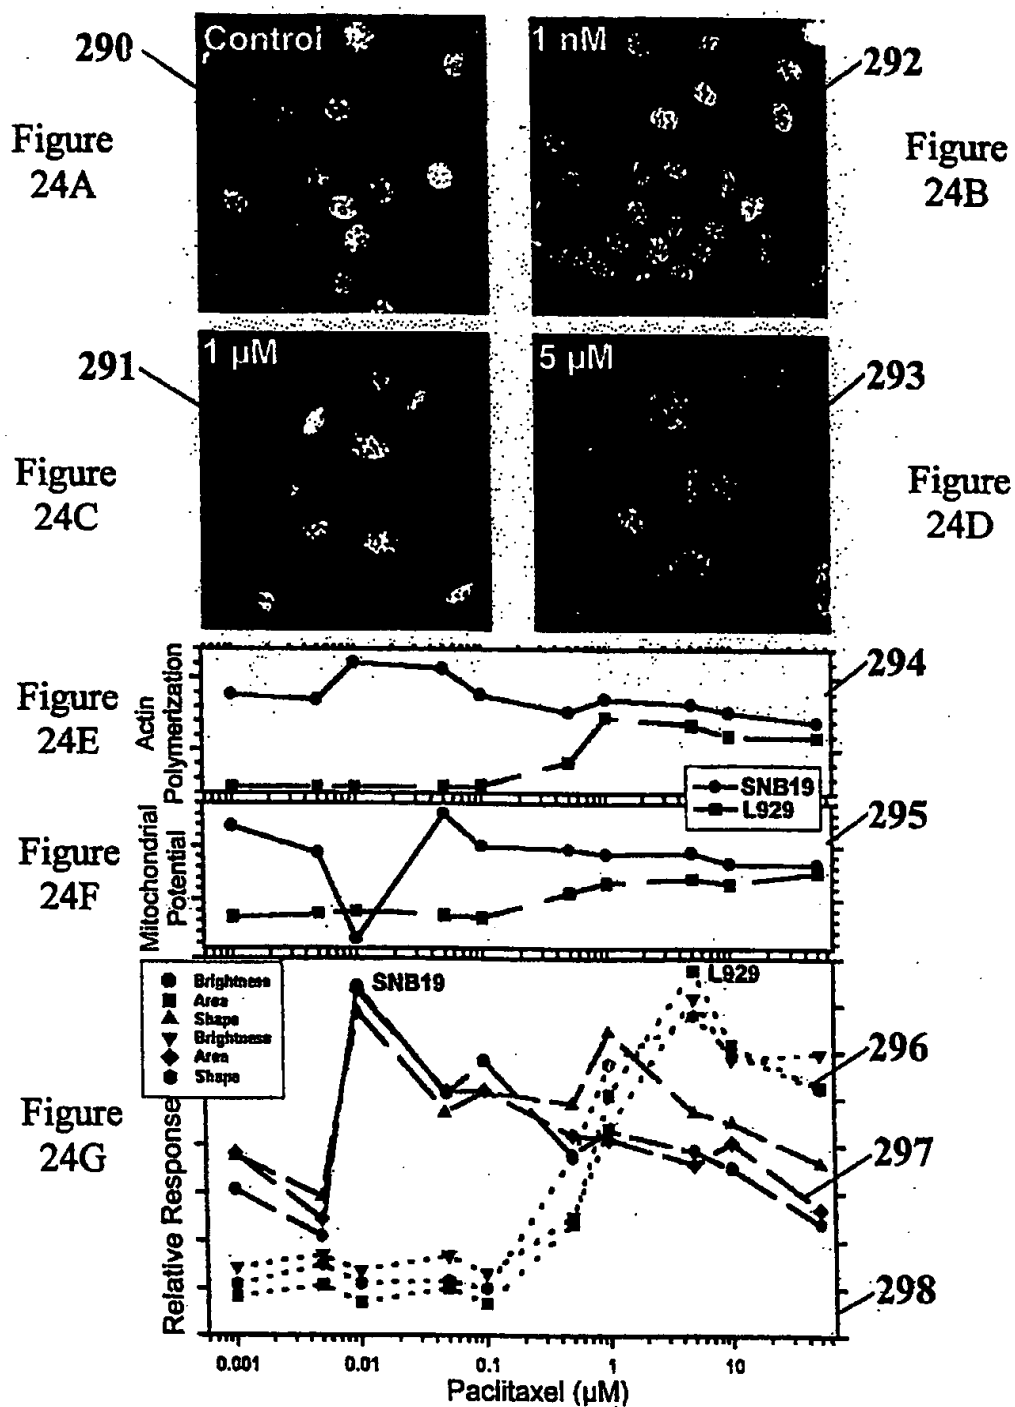 290
Control
1 nM
292
Figure
24A
Figure
24B
291
1 µM
5 µM
293
Figure
24C
Figure
24D
Figure
24E
Actin
Polymerization
294
SNB19
L929
Figure
24F
Mitochondrial
Potential
295
Brightness
Area
Shape
Brightness
Area
Shape
SNB19
L929
296
Figure
24G
Relative Response
297
298
0.001
0.01
0.1
1
10
Paclitaxel (µM)